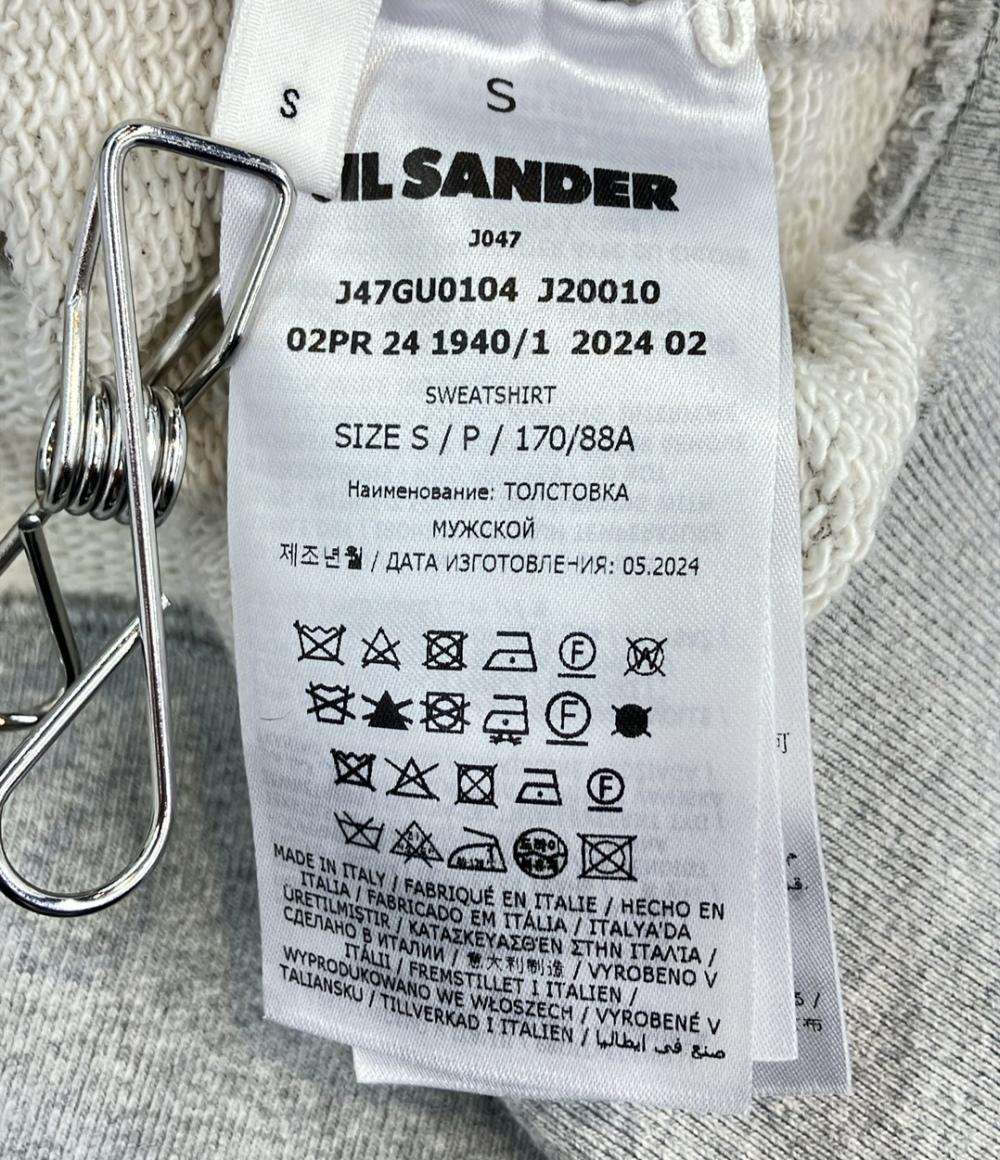 S
S
JIL SANDER
J047
J47GU0104 J20010
02PR 24 1940/1 2024 02
SWEATSHIRT
SIZE S / P / 170/88A
Наименование: ТОЛСТОВКА
МУЖСКОЙ
제조년월 / ДАТА ИЗГОТОВЛЕНИЯ: 05.2024
F W
F
F
MADE IN ITALY / FABRIQUÉ EN ITALIE / HECHO EN
ITALIA / FABRICADO EM ITÁLIA / ITALYA'DA
ÜRETILMIŞTIR / ΚΑΤΑΣΚΕΥΑΣΘΈΝ ΣΤΗΝ ΙΤΑΛΊΑ /
СДЕЛАНО В ИТАЛИИ / 意大利制造 / VYROBENO V
ITÁLII / FREMSTILLET I ITALIEN /
WYPRODUKOWANO WE WŁOSZECH / VYROBENÉ V
TALIANSKU / TILLVERKAD I ITALIEN / صنع في ايطاليا